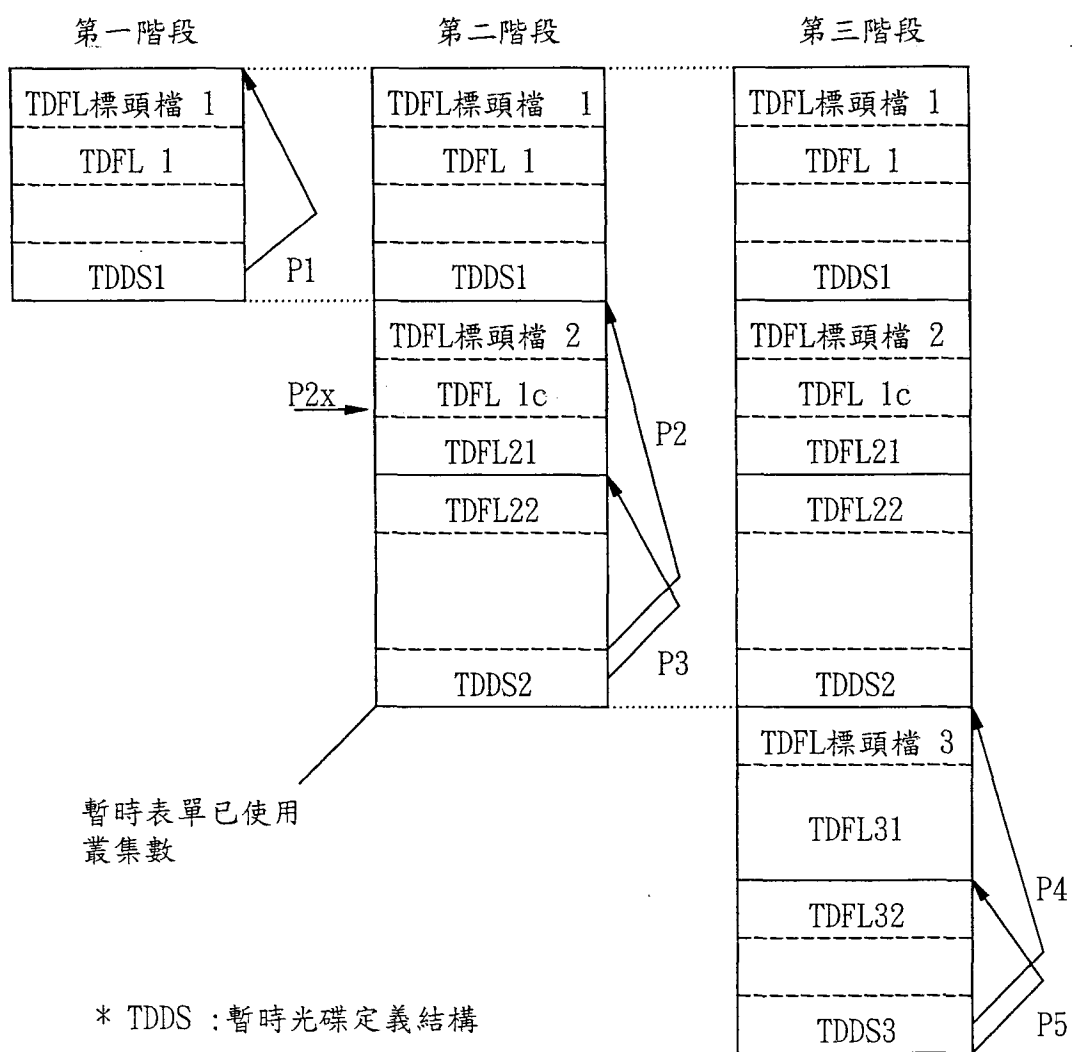 第一階段
第二階段
第三階段
TDFL標頭檔 1
TDFL 1
TDDS1
P1
TDFL標頭檔 1
TDFL 1
TDDS1
TDFL標頭檔 2
P2x
TDFL 1c
TDFL21
TDFL22
TDDS2
P2
P3
TDFL標頭檔 1
TDFL 1
TDDS1
TDFL標頭檔 2
TDFL 1c
TDFL21
TDFL22
TDDS2
TDFL標頭檔 3
TDFL31
TDFL32
TDDS3
P4
P5
暫時表單已使用
叢集數
* TDDS :暫時光碟定義結構